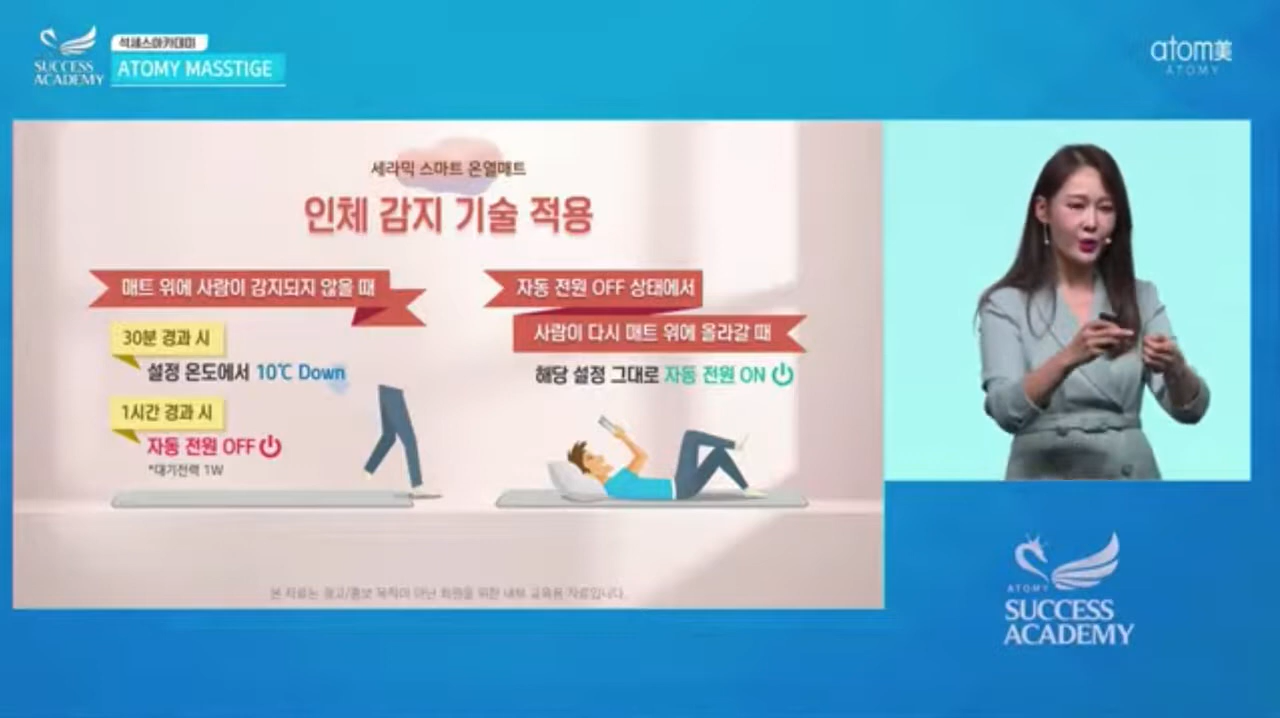 SUCCESS
ACADEMY
석세스아카데미
ATOMY MASSTIGE
atom美
ATOMY
세라믹 스마트 온열매트
인체 감지 기술 적용
매트 위에 사람이 감지되지 않을 때
30분 경과 시
설정 온도에서 10℃ Down
1시간 경과 시
자동 전원 OFF
*대기전력 1W
자동 전원 OFF 상태에서
사람이 다시 매트 위에 올라갈 때
해당 설정 그대로 자동 전원 ON
본 자료는 광고/홍보 목적이 아닌 회원을 위한 내부 교육용 자료입니다.
ATOMY
SUCCESS
ACADEMY